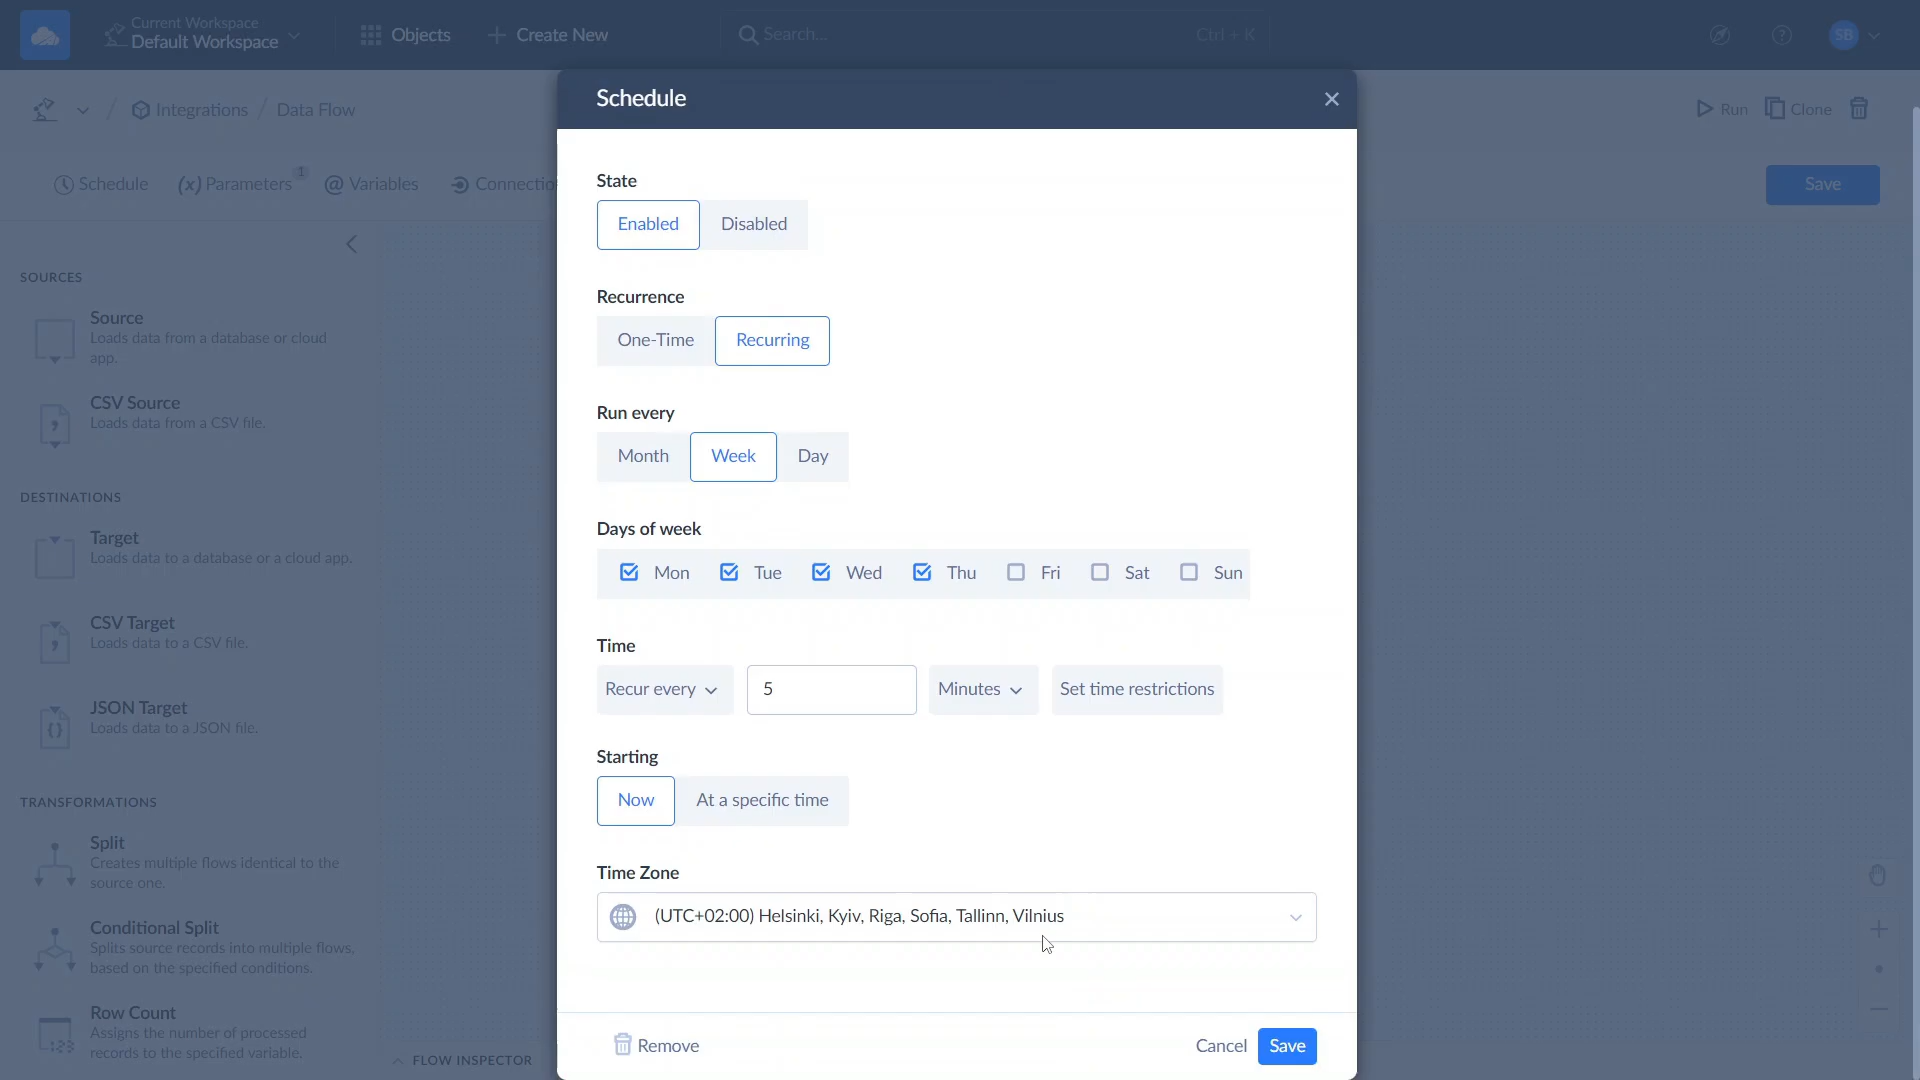 Current Workspace
Default Workspace
Objects
Create New
Search...
Ctrl + K
SB
Integrations / Data Flow
Run
Clone
Schedule
(x) Parameters 1
@ Variables
Connectio
Save
SOURCES
Source
Loads data from a database or cloud
app.
CSV Source
Loads data from a CSV file.
DESTINATIONS
Target
Loads data to a database or a cloud app.
CSV Target
Loads data to a CSV file.
JSON Target
Loads data to a JSON file.
TRANSFORMATIONS
Split
Creates multiple flows identical to the
source one.
Conditional Split
Splits source records into multiple flows,
based on the specified conditions.
Row Count
Assigns the number of processed
records to the specified variable.
FLOW INSPECTOR
Schedule
State
Enabled Disabled
Recurrence
One-Time Recurring
Run every
Month Week Day
Days of week
Mon Tue Wed Thu Fri Sat Sun
Time
Recur every 5 Minutes Set time restrictions
Starting
Now At a specific time
Time Zone
(UTC+02:00) Helsinki, Kyiv, Riga, Sofia, Tallinn, Vilnius
Remove
Cancel Save